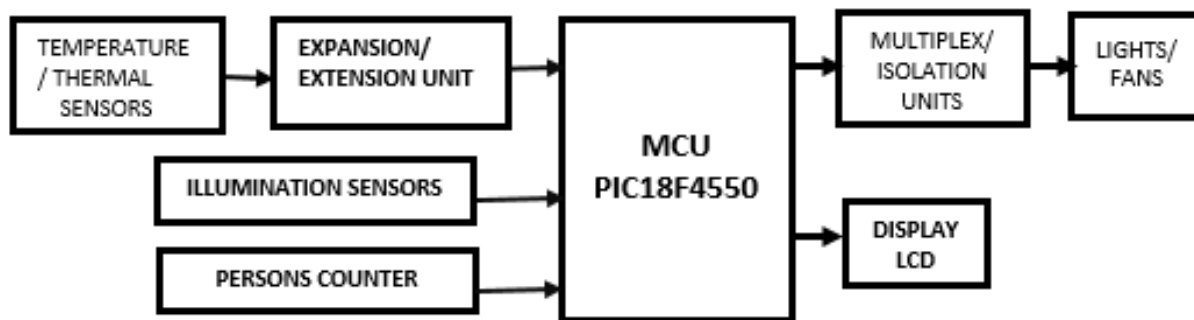 TEMPERATURE
/ THERMAL
SENSORS
EXPANSION/
EXTENSION UNIT
ILLUMINATION SENSORS
PERSONS COUNTER
MCU
PIC18F4550
MULTIPLEX/
ISOLATION
UNITS
LIGHTS/
FANS
DISPLAY
LCD